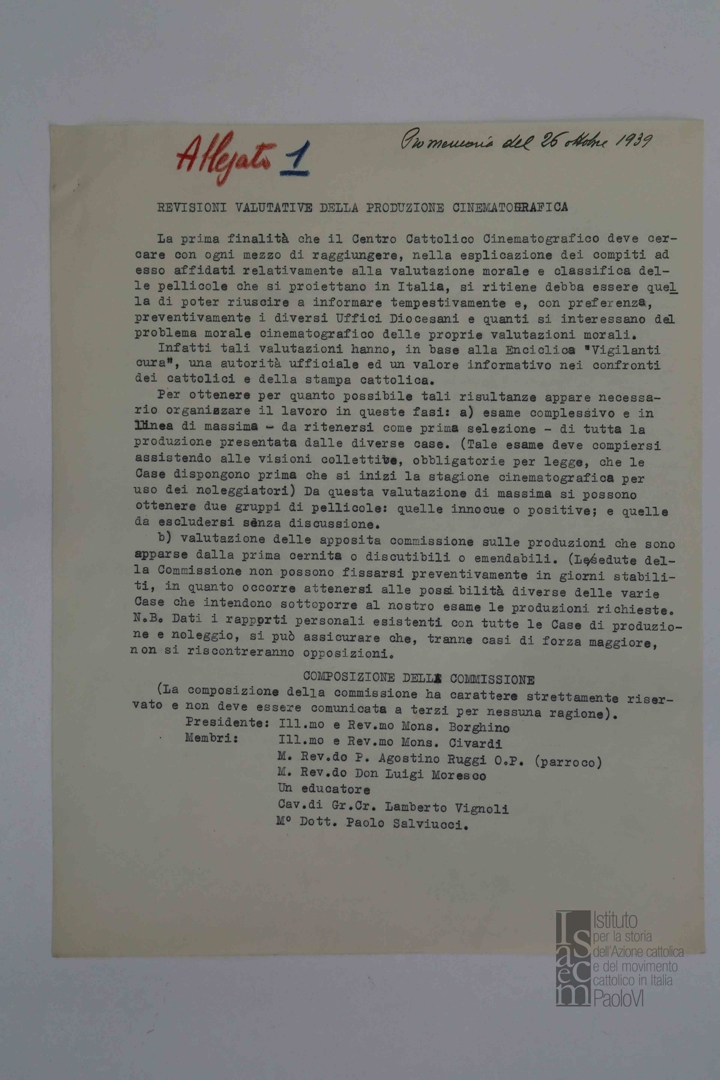 Allegato 1
Promemoria del 26 ottobre 1939
REVISIONI VALUTATIVE DELLA PRODUZIONE CINEMATOGRAFICA
La prima finalità che il Centro Cattolico Cinematografico deve cer-
care con ogni mezzo di raggiungere, nella esplicazione dei compiti ad
esso affidati relativamente alla valutazione morale e classifica del-
le pellicole che si proiettano in Italia, si ritiene debba essere quel
la di poter riuscire a informare tempestivamente e, con preferenza,
preventivamente i diversi Uffici Diocesani e quanti si interessano del
problema morale cinematografico delle proprie valutazioni morali.
Infatti tali valutazioni hanno, in base alla Enciclica "Vigilanti
cura", una autorità ufficiale ed un valore informativo nei confronti
dei cattolici e della stampa cattolica.
Per ottenere per quanto possibile tali risultanze appare necessa-
rio organizzare il lavoro in queste fasi: a) esame complessivo e in
linea di massima - da ritenersi come prima selezione - di tutta la
produzione presentata dalle diverse case. (Tale esame deve compiersi
assistendo alle visioni collettive, obbligatorie per legge, che le
Case dispongono prima che si inizi la stagione cinematografica per
uso dei noleggiatori) Da questa valutazione di massima si possono
ottenere due gruppi di pellicole: quelle innocue o positive; e quelle
da escludersi senza discussione.
b) valutazione delle apposita commissione sulle produzioni che sono
apparse dalla prima cernita o discutibili o emendabili. (Le sedute del-
la Commissione non possono fissarsi preventivamente in giorni stabili-
ti, in quanto occorre attenersi alle possibilità diverse delle varie
Case che intendono sottoporre al nostro esame le produzioni richieste.
N.B. Dati i rapporti personali esistenti con tutte le Case di produzio-
ne e noleggio, si può assicurare che, tranne casi di forza maggiore,
non si riscontreranno opposizioni.
COMPOSIZIONE DELLA COMMISSIONE
(La composizione della commissione ha carattere strettamente riser-
vato e non deve essere comunicata a terzi per nessuna ragione).
Presidente: Ill.mo e Rev.mo Mons. Borghino
Membri: Ill.mo e Rev.mo Mons. Civardi
M. Rev.do P. Agostino Ruggi O.P. (parroco)
M. Rev.do Don Luigi Moresco
Un educatore
Cav.di Gr.Cr. Lamberto Vignoli
M° Dott. Paolo Salviucci.
Isacem
Istituto
per la storia
dell'Azione cattolica
e del movimento
cattolico in Italia
PaoloVI